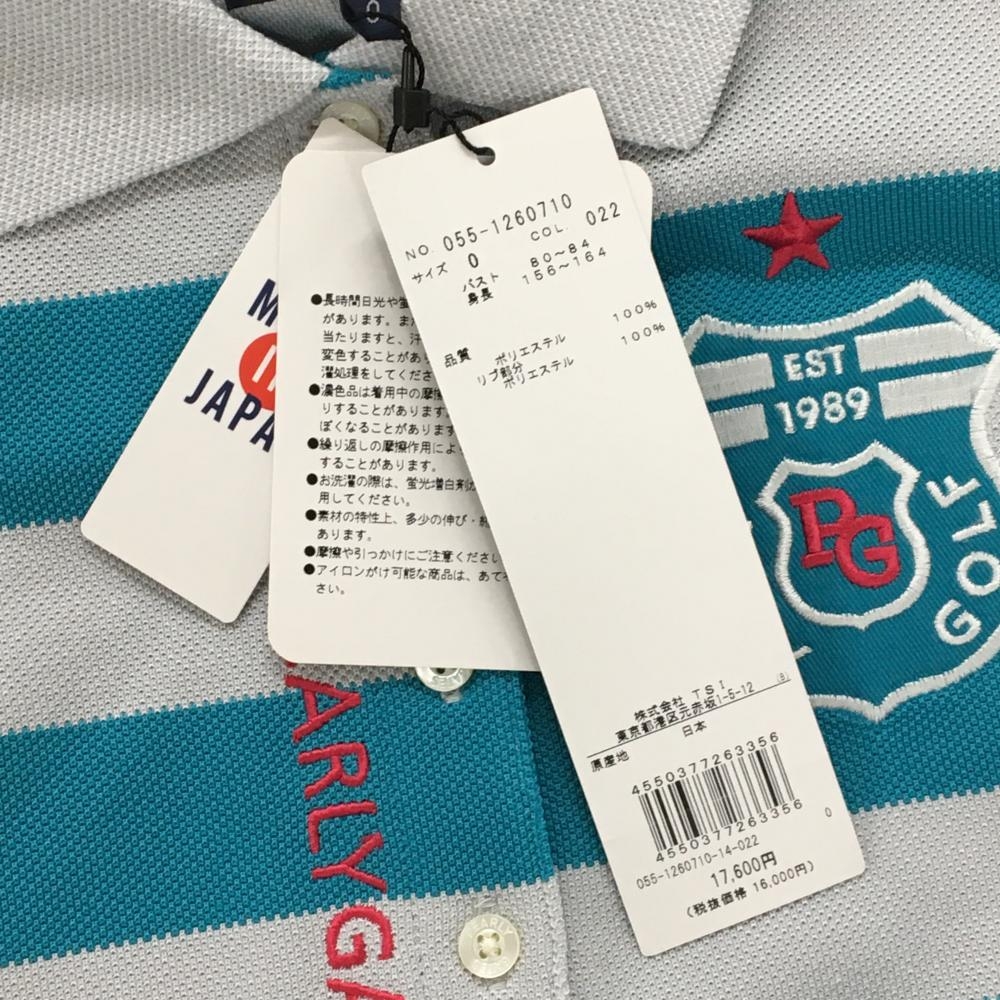 NO. 055-1260710
サイズ 0 COL. 022
バスト 80〜84
身長 156〜164
品質 ポリエステル 100%
リブ部分
ポリエステル 100%
株式会社 TSI
東京都港区元赤坂1-5-12 (B)
原産地 日本
4550377263356
4550377263356
0
055-1260710-14-022
17,600円
(税抜価格 16,000円)
●長時間日光や蛍
があります。また
当たりますと、汗
変色することがあ
濯処理をしてくださ
●濃色品は着用中の摩擦
りすることがあります
ぽくなることがあります
●繰り返しの摩擦作用によ
することがあります。
●お洗濯の際は、蛍光増白剤が
用してください。
●素材の特性上、多少の伸び・
あります。
●摩擦や引っかけにご注意ください
●アイロンがけ可能な商品は、あて
さい。
M
JAPA
EST
1989
PG
GOLF
EARLYGA
EARLY